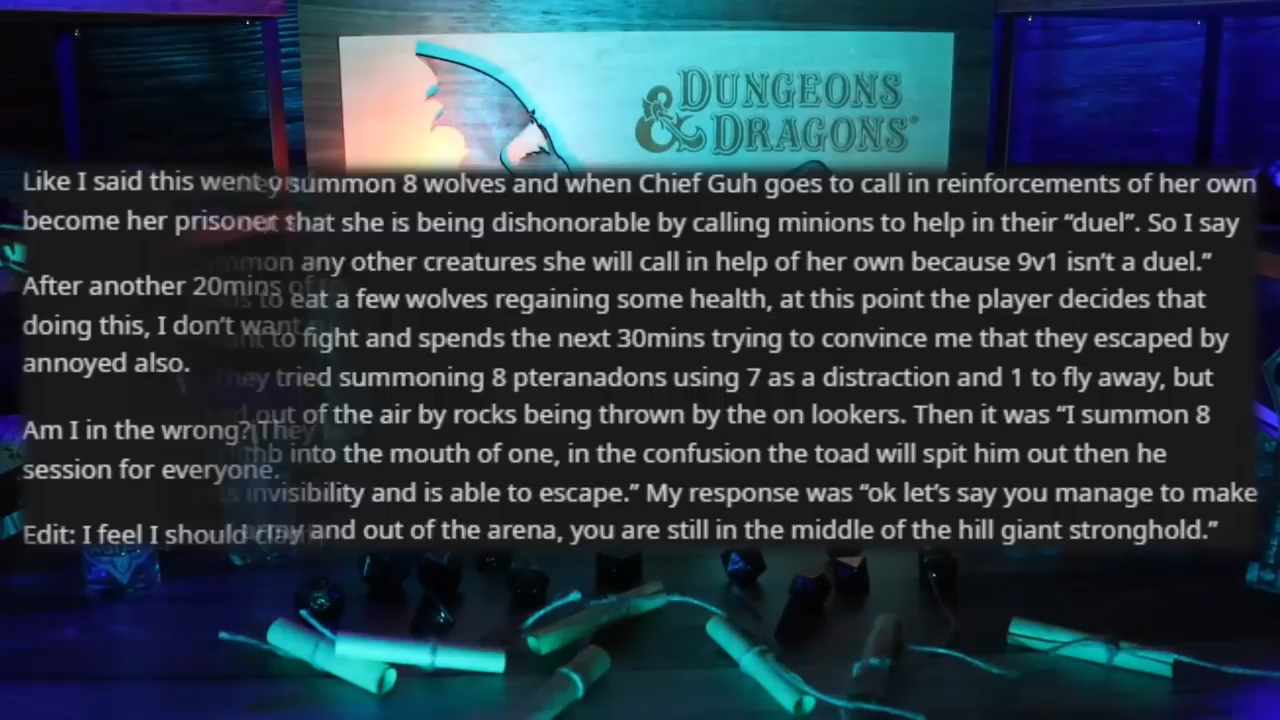 DUNGEONS
& DRAGONS®
Like I said this went
become her prisoner
After another 20mins of
doing this, I don't want
annoyed also.
Am I in the wrong? They
session for everyone.
Edit: I feel I should
summon 8 wolves and when Chief Guh goes to call in reinforcements of her own
that she is being dishonorable by calling minions to help in their “duel”. So I say
any other creatures she will call in help of her own because 9v1 isn’t a duel.”
to eat a few wolves regaining some health, at this point the player decides that
to fight and spends the next 30mins trying to convince me that they escaped by
They tried summoning 8 pteranadons using 7 as a distraction and 1 to fly away, but
out of the air by rocks being thrown by the on lookers. Then it was “I summon 8
into the mouth of one, in the confusion the toad will spit him out then he
invisibility and is able to escape.” My response was “ok let’s say you manage to make
and out of the arena, you are still in the middle of the hill giant stronghold.”